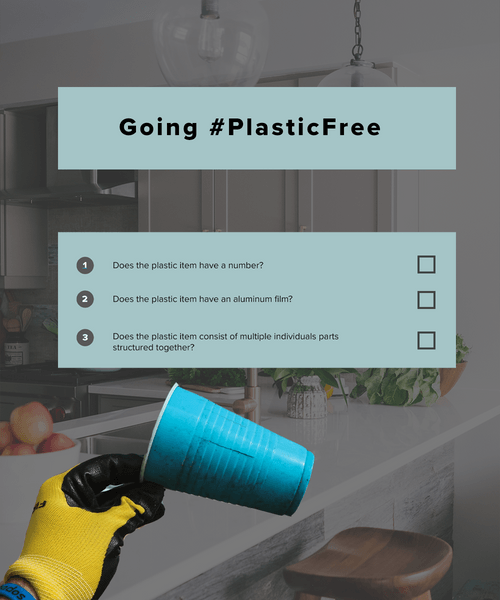 Going #PlasticFree
1 Does the plastic item have a number?
2 Does the plastic item have an aluminum film?
3 Does the plastic item consist of multiple individuals parts
structured together?